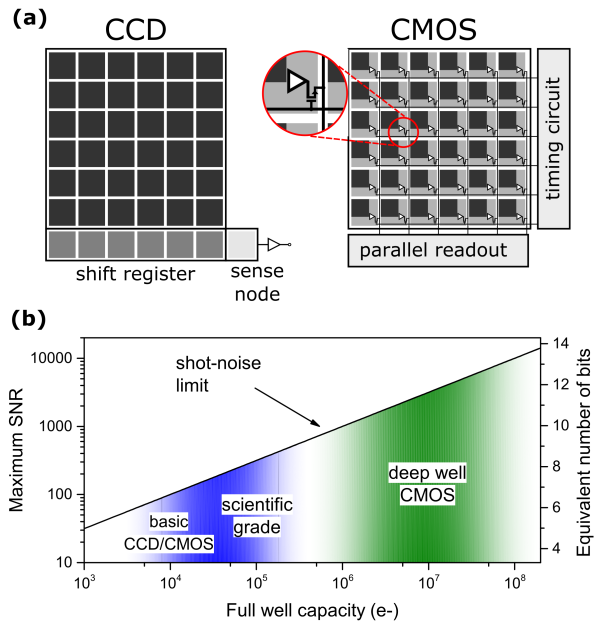 (a)
CCD
CMOS
timing circuit
parallel readout
shift register
sense
node
(b)
Maximum SNR
10000
1000
100
10
shot-noise
limit
basic
CCD/CMOS
scientific
grade
deep well
CMOS
14
12
10
8
6
4
Equivalent number of bits
10³
10⁴
10⁵
10⁶
10⁷
10⁸
Full well capacity (e-)